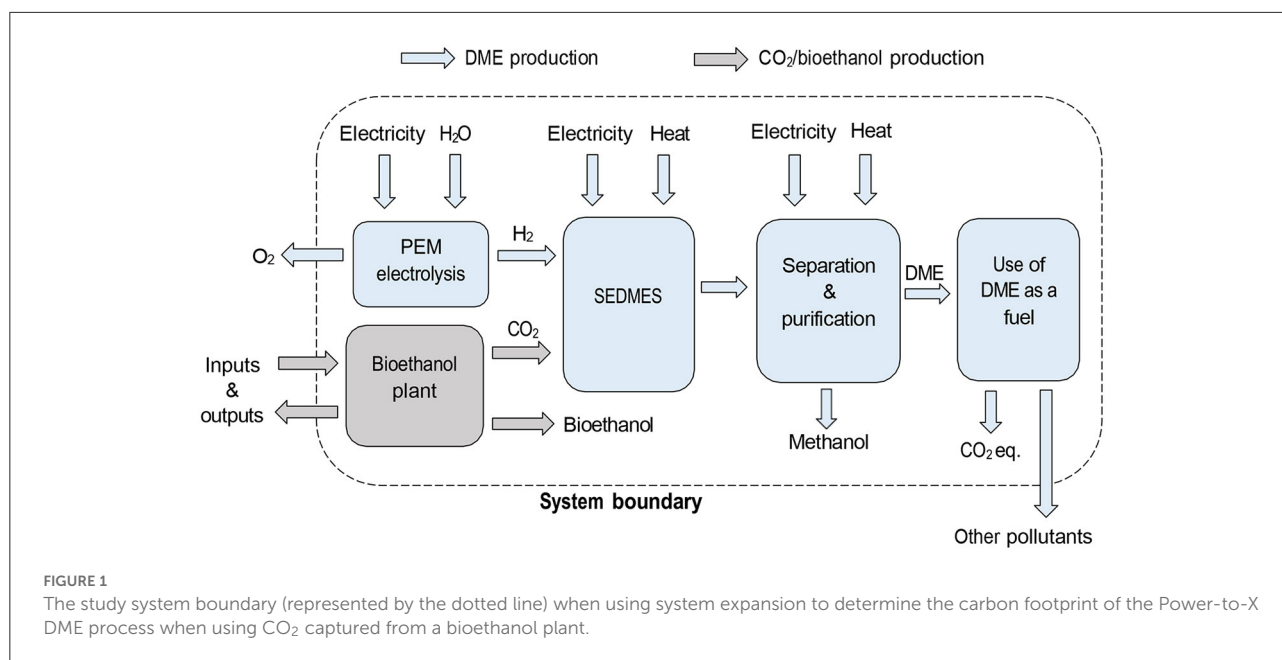 DME production
CO₂/bioethanol production
Electricity
H₂O
Electricity
Heat
Electricity
Heat
O₂
PEM
electrolysis
H₂
SEDMES
Separation
&
purification
DME
Use of
DME as a
fuel
Inputs
&
outputs
Bioethanol
plant
CO₂
Bioethanol
Methanol
CO₂ eq.
System boundary
Other pollutants
FIGURE 1
The study system boundary (represented by the dotted line) when using system expansion to determine the carbon footprint of the Power-to-X
DME process when using CO₂ captured from a bioethanol plant.